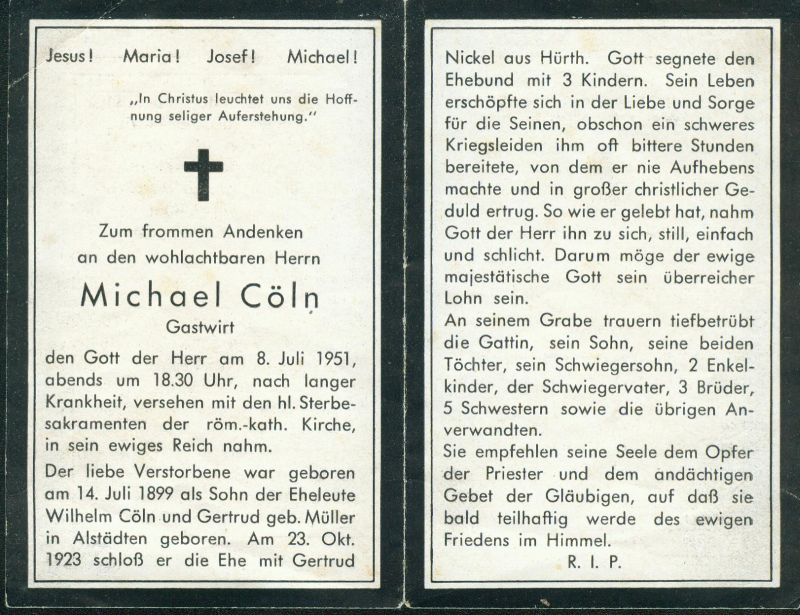 Jesus! Maria! Josef! Michael!
„In Christus leuchtet uns die Hoff-
nung seliger Auferstehung."
Zum frommen Andenken
an den wohlachtbaren Herrn
Michael Cöln
Gastwirt
den Gott der Herr am 8. Juli 1951,
abends um 18.30 Uhr, nach langer
Krankheit, versehen mit den hl. Sterbe-
sakramenten der röm.-kath. Kirche,
in sein ewiges Reich nahm.
Der liebe Verstorbene war geboren
am 14. Juli 1899 als Sohn der Eheleute
Wilhelm Cöln und Gertrud geb. Müller
in Alstädten geboren. Am 23. Okt.
1923 schloß er die Ehe mit Gertrud
Nickel aus Hürth. Gott segnete den
Ehebund mit 3 Kindern. Sein Leben
erschöpfte sich in der Liebe und Sorge
für die Seinen, obschon ein schweres
Kriegsleiden ihm oft bittere Stunden
bereitete, von dem er nie Aufhebens
machte und in großer christlicher Ge-
duld ertrug. So wie er gelebt hat, nahm
Gott der Herr ihn zu sich, still, einfach
und schlicht. Darum möge der ewige
majestätische Gott sein überreicher
Lohn sein.
An seinem Grabe trauern tiefbetrübt
die Gattin, sein Sohn, seine beiden
Töchter, sein Schwiegersohn, 2 Enkel-
kinder, der Schwiegervater, 3 Brüder,
5 Schwestern sowie die übrigen An-
verwandten.
Sie empfehlen seine Seele dem Opfer
der Priester und dem andächtigen
Gebet der Gläubigen, auf daß sie
bald teilhaftig werde des ewigen
Friedens im Himmel.
R. I. P.